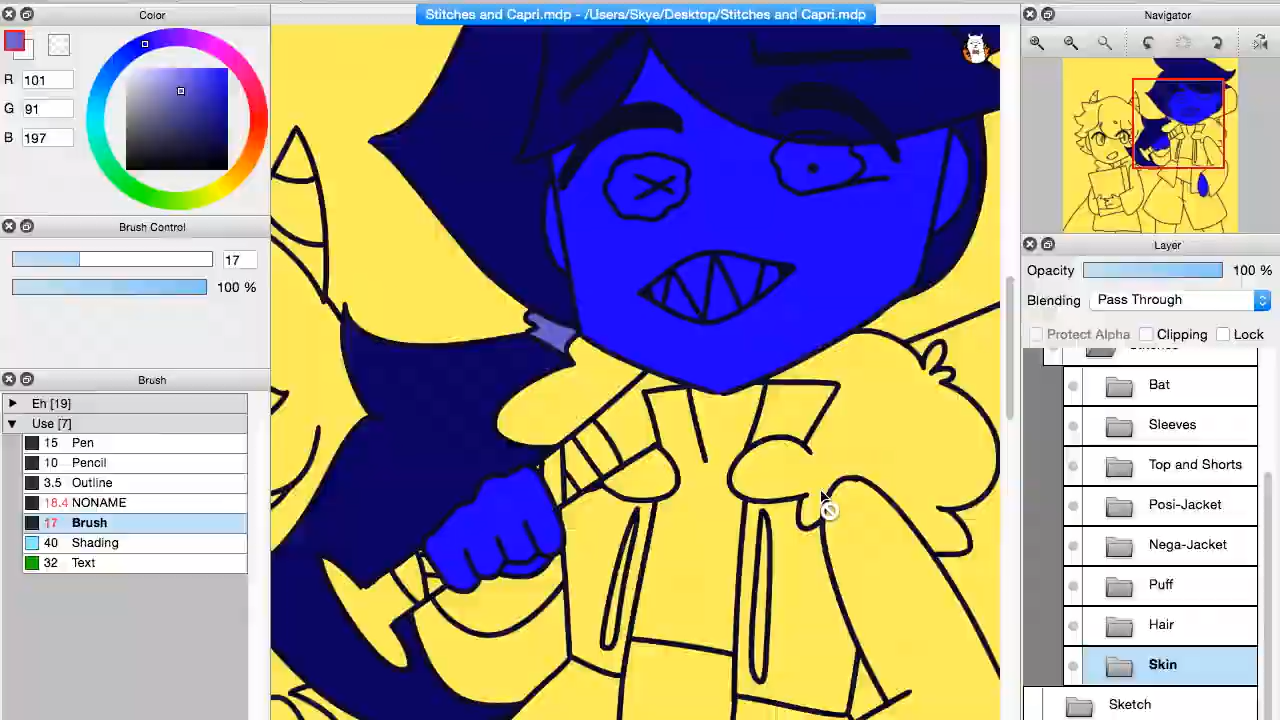 Stitches and Capri.mdp - /Users/Skye/Desktop/Stitches and Capri.mdp
Color
R 101
G 91
B 197
Brush Control
17
100 %
Brush
Eh [19]
Use [7]
15 Pen
10 Pencil
3.5 Outline
18.4 NONAME
17 Brush
40 Shading
32 Text
Navigator
Layer
Opacity 100 %
Blending Pass Through
Protect Alpha Clipping Lock
Bat
Sleeves
Top and Shorts
Posi-Jacket
Nega-Jacket
Puff
Hair
Skin
Sketch